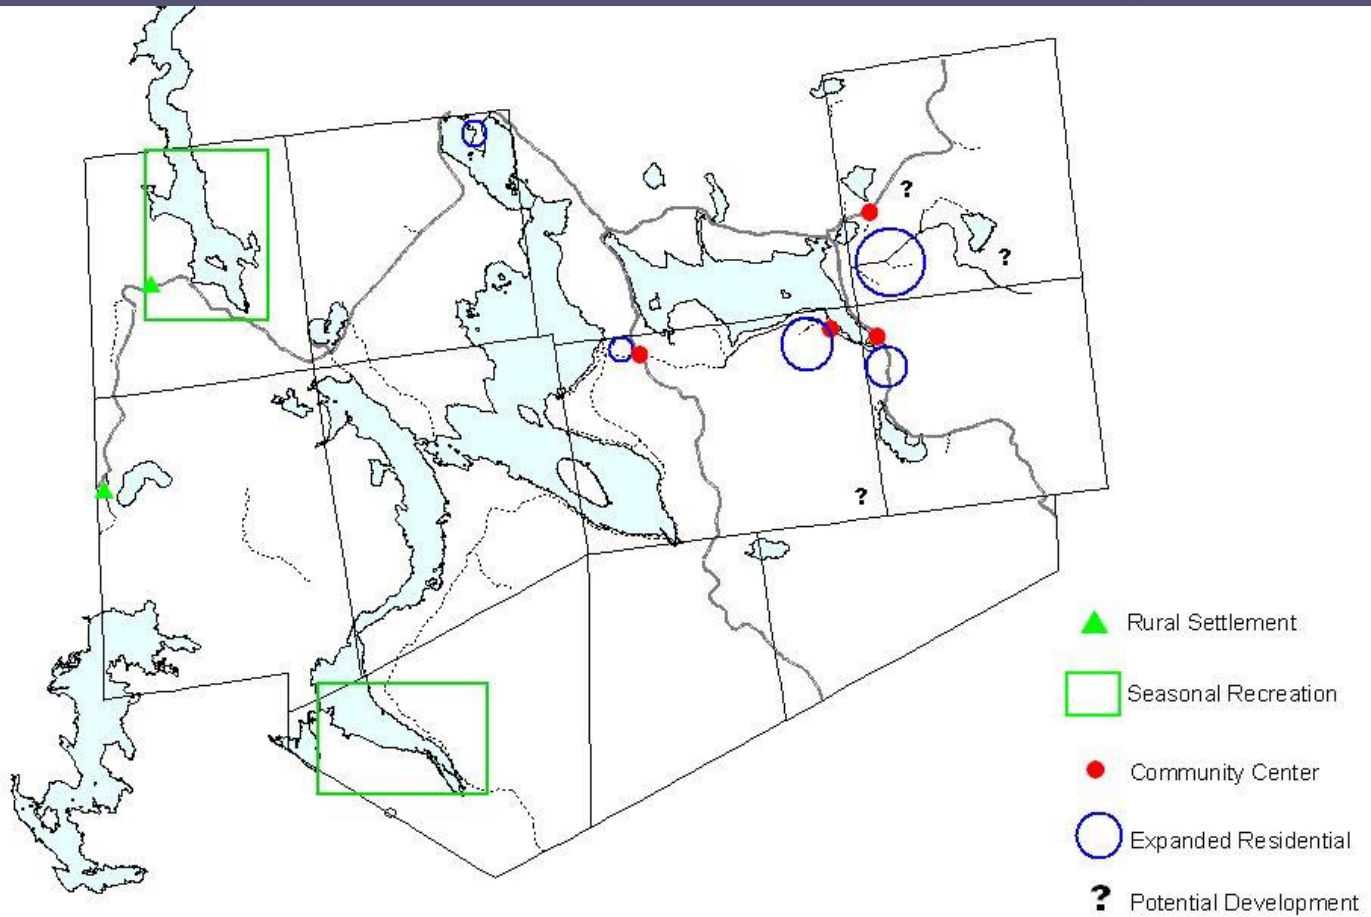 ?
?
?
Rural Settlement
Seasonal Recreation
Community Center
Expanded Residential
? Potential Development